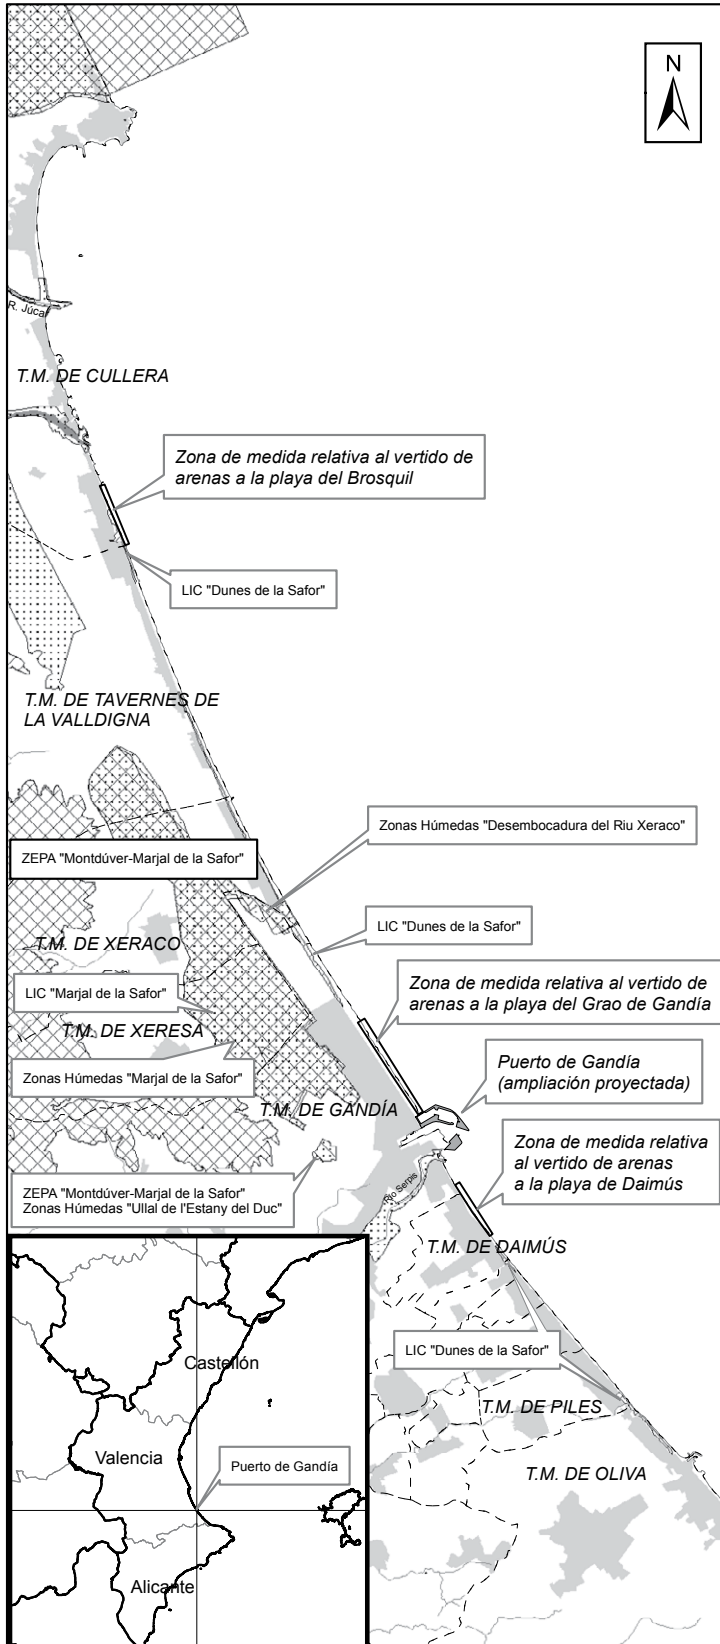 N
R. Júcar
T.M. DE CULLERA
Zona de medida relativa al vertido de
arenas a la playa del Brosquil
LIC "Dunes de la Safor"
T.M. DE TAVERNES DE
LA VALLDIGNA
Zonas Húmedas "Desembocadura del Riu Xeraco"
ZEPA "Montdúver-Marjal de la Safor"
LIC "Dunes de la Safor"
T.M. DE XERACO
LIC "Marjal de la Safor"
Zona de medida relativa al vertido de
arenas a la playa del Grao de Gandía
T.M. DE XERESA
Zonas Húmedas "Marjal de la Safor"
Puerto de Gandía
(ampliación proyectada)
T.M. DE GANDÍA
Zona de medida relativa
al vertido de arenas
a la playa de Daimús
ZEPA "Montdúver-Marjal de la Safor"
Zonas Húmedas "Ullal de l'Estany del Duc"
Río Serpis
T.M. DE DAIMÚS
LIC "Dunes de la Safor"
T.M. DE PILES
T.M. DE OLIVA
Castellón
Valencia
Puerto de Gandía
Alicante